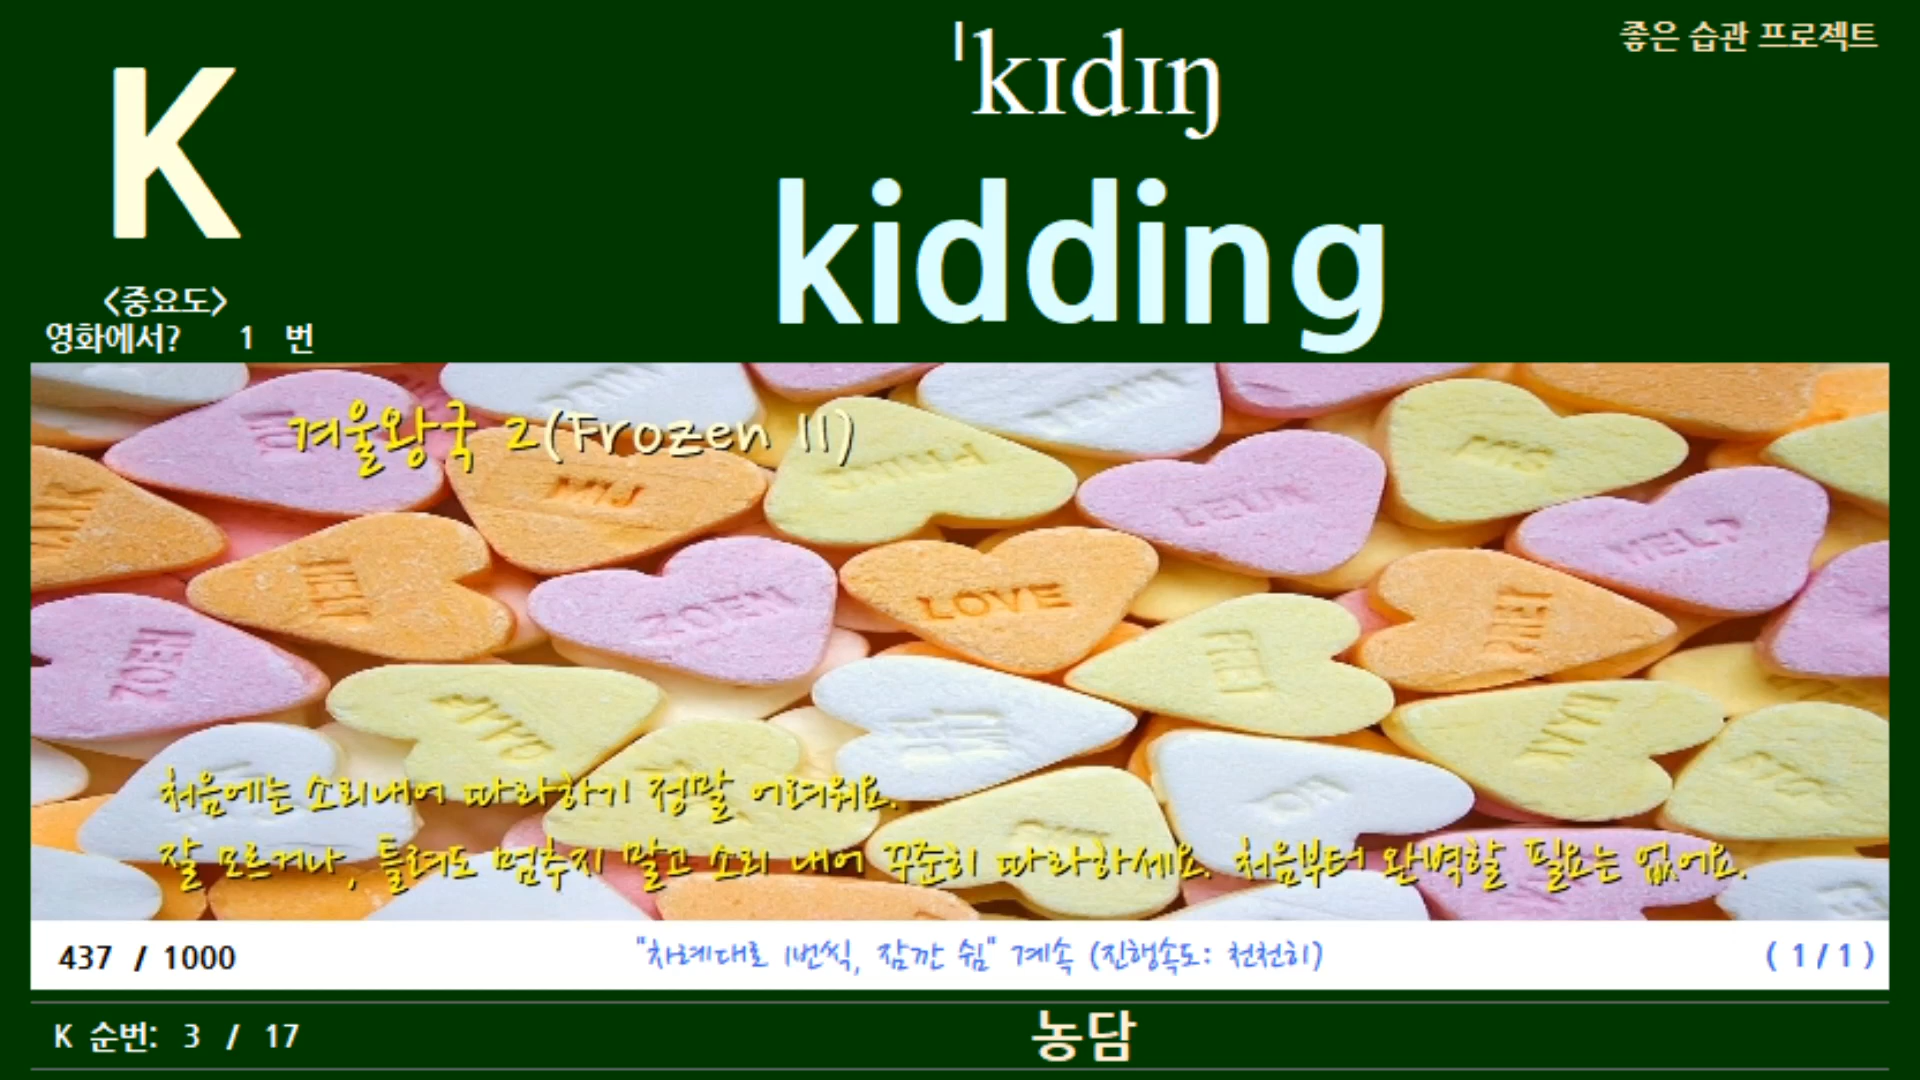 좋은 습관 프로젝트
K
ˈkɪdɪŋ
kidding
<중요도>
영화에서? 1 번
겨울왕국 2(Frozen II)
MIJ
LEUK
HELP
ZOEN
LOVE
처음에는 소리내어 따라하기 정말 어려워요.
잘 모르거나, 틀려도 멈추지 말고 소리 내어 꾸준히 따라하세요. 처음부터 완벽할 필요는 없어요.
437 / 1000
"차례대로 1번씩, 잠깐 쉼" 계속 (진행속도: 천천히)
( 1 / 1 )
K 순번: 3 / 17
농담